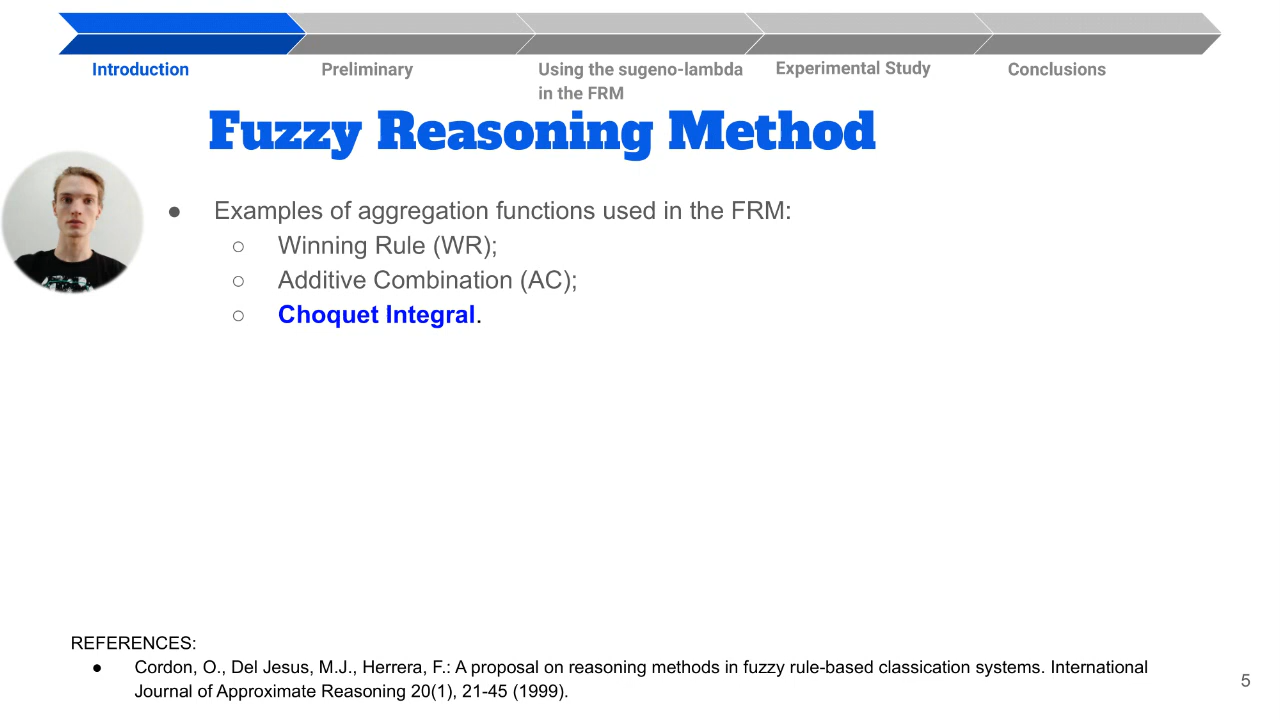 Introduction
Preliminary
Using the sugeno-lambda
in the FRM
Experimental Study
Conclusions
Fuzzy Reasoning Method
● Examples of aggregation functions used in the FRM:
○ Winning Rule (WR);
○ Additive Combination (AC);
○ Choquet Integral.
REFERENCES:
● Cordon, O., Del Jesus, M.J., Herrera, F.: A proposal on reasoning methods in fuzzy rule-based classication systems. International
Journal of Approximate Reasoning 20(1), 21-45 (1999).
5